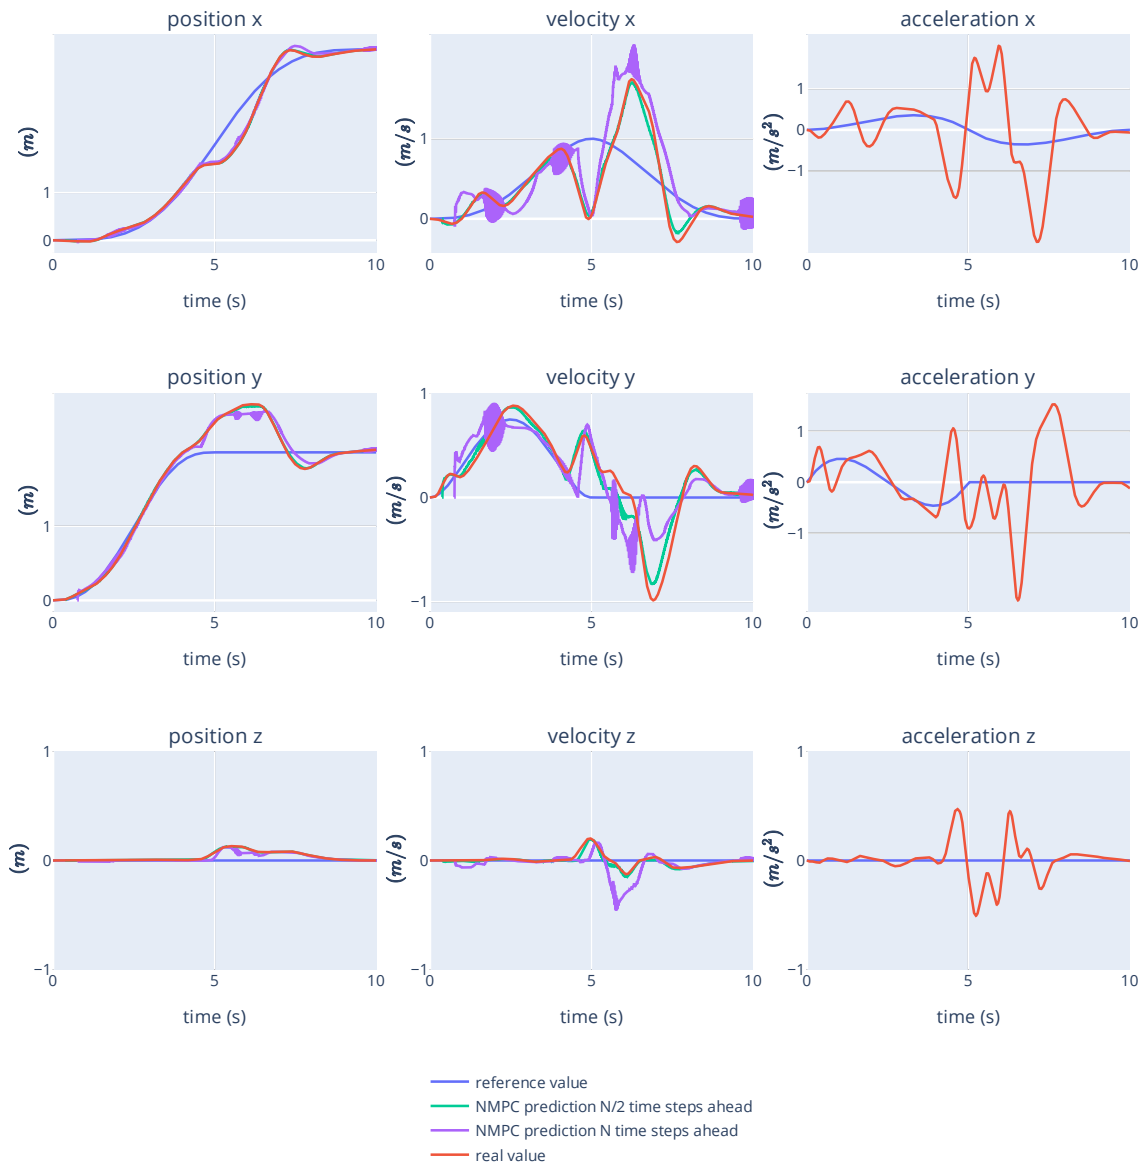 position x
velocity x
acceleration x
(m)
1
0
0
5
10
time (s)
(m/s)
1
0
0
5
10
time (s)
(m/s²)
1
0
−1
0
5
10
time (s)
position y
velocity y
acceleration y
(m)
1
0
0
5
10
time (s)
(m/s)
1
0
−1
0
5
10
time (s)
(m/s²)
1
0
−1
0
5
10
time (s)
position z
velocity z
acceleration z
(m)
1
0
−1
0
5
10
time (s)
(m/s)
1
0
−1
0
5
10
time (s)
(m/s²)
1
0
−1
0
5
10
time (s)
reference value
NMPC prediction N/2 time steps ahead
NMPC prediction N time steps ahead
real value